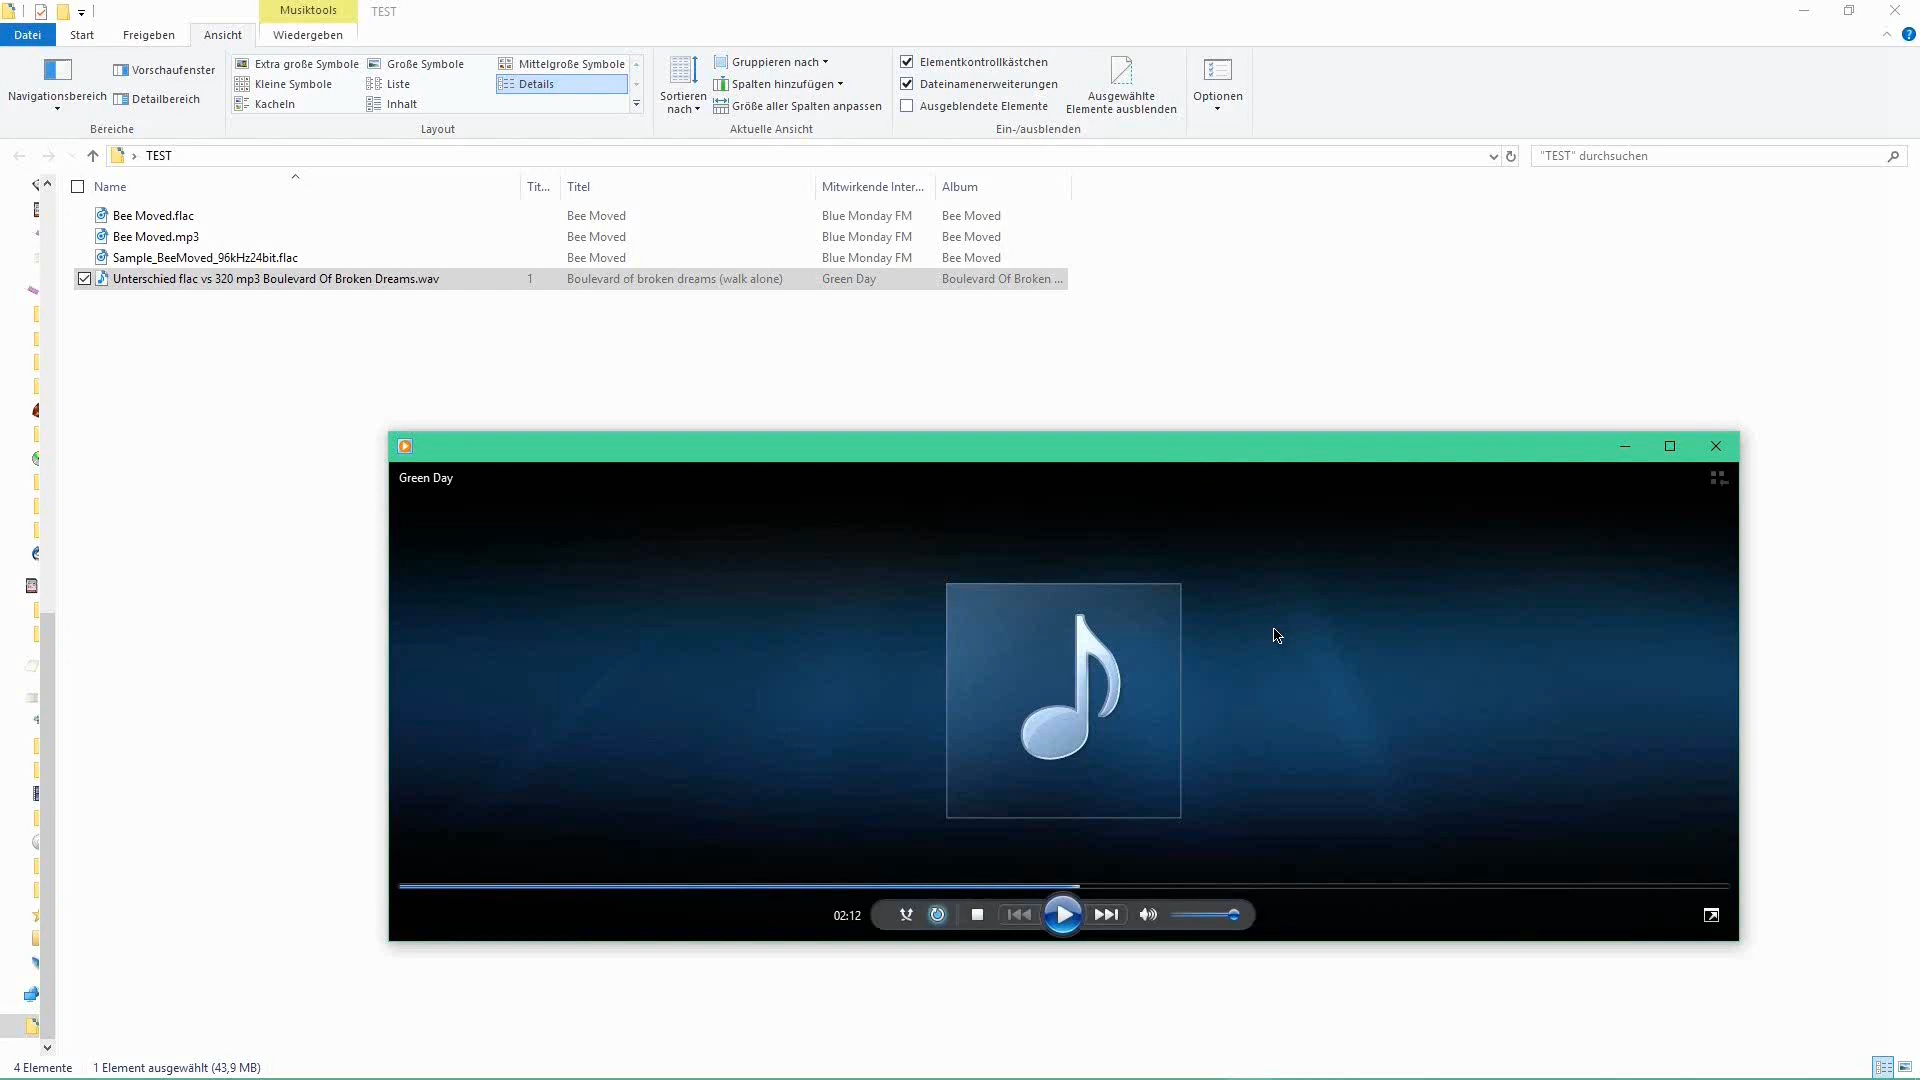 Musiktools TEST
Datei Start Freigeben Ansicht Wiedergeben
Navigationsbereich
Vorschaufenster
Detailbereich
Bereiche
Extra große Symbole Große Symbole Mittelgroße Symbole
Kleine Symbole Liste Details
Kacheln Inhalt
Layout
Sortieren
nach
Gruppieren nach
Spalten hinzufügen
Größe aller Spalten anpassen
Aktuelle Ansicht
Elementkontrollkästchen
Dateinamenerweiterungen
Ausgeblendete Elemente
Ausgewählte
Elemente ausblenden
Ein-/ausblenden
Optionen
TEST
"TEST" durchsuchen
Name Tit... Titel Mitwirkende Inter... Album
Bee Moved.flac Bee Moved Blue Monday FM Bee Moved
Bee Moved.mp3 Bee Moved Blue Monday FM Bee Moved
Sample_BeeMoved_96kHz24bit.flac Bee Moved Blue Monday FM Bee Moved
Unterschied flac vs 320 mp3 Boulevard Of Broken Dreams.wav 1 Boulevard of broken dreams (walk alone) Green Day Boulevard Of Broken ...
Green Day
02:12
4 Elemente 1 Element ausgewählt (43,9 MB)